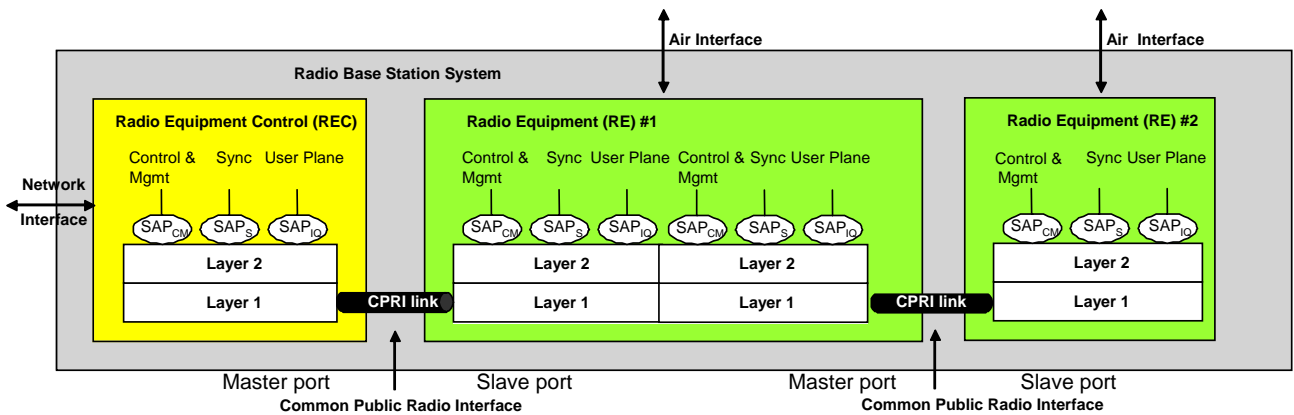 Air Interface
Air Interface
Radio Base Station System
Radio Equipment Control (REC)
Control & Mgmt
Sync
User Plane
SAPCM
SAPS
SAPIQ
Layer 2
Layer 1
Network
Interface
CPRI link
Radio Equipment (RE) #1
Control & Mgmt
Sync
User Plane
Control & Mgmt
Sync
User Plane
SAPCM
SAPS
SAPIQ
SAPCM
SAPS
SAPIQ
Layer 2
Layer 2
Layer 1
Layer 1
CPRI link
Radio Equipment (RE) #2
Control & Mgmt
Sync
User Plane
SAPCM
SAPS
SAPIQ
Layer 2
Layer 1
Master port
Slave port
Master port
Slave port
Common Public Radio Interface
Common Public Radio Interface